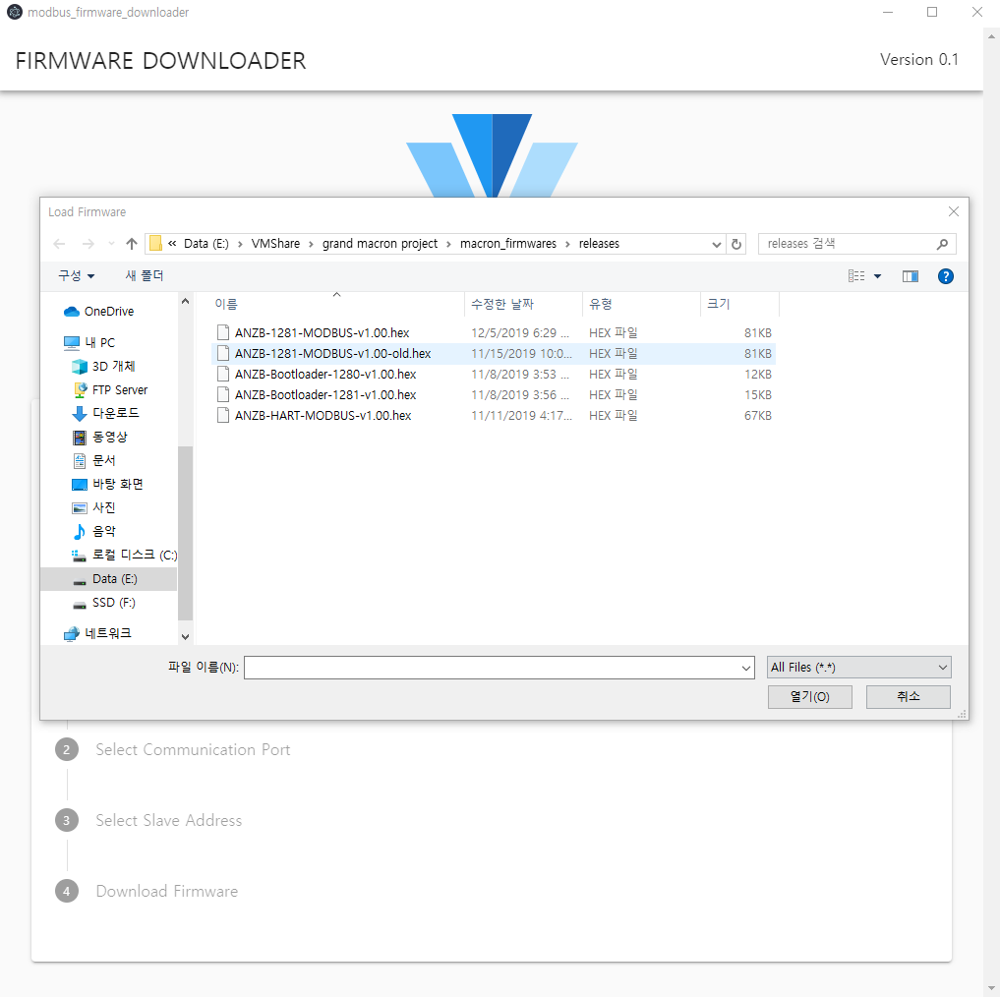 modbus_firmware_downloader
FIRMWARE DOWNLOADER
Version 0.1
Load Firmware
« Data (E:) › VMShare › grand macron project › macron_firmwares › releases
releases 검색
구성
새 폴더
?
OneDrive
내 PC
3D 개체
FTP Server
다운로드
동영상
문서
바탕 화면
사진
음악
로컬 디스크 (C:)
Data (E:)
SSD (F:)
네트워크
이름 수정한 날짜 유형 크기
ANZB-1281-MODBUS-v1.00.hex 12/5/2019 6:29 ... HEX 파일 81KB
ANZB-1281-MODBUS-v1.00-old.hex 11/15/2019 10:0... HEX 파일 81KB
ANZB-Bootloader-1280-v1.00.hex 11/8/2019 3:53 ... HEX 파일 12KB
ANZB-Bootloader-1281-v1.00.hex 11/8/2019 3:56 ... HEX 파일 15KB
ANZB-HART-MODBUS-v1.00.hex 11/11/2019 4:17... HEX 파일 67KB
파일 이름(N):
All Files (*.*)
열기(O)
취소
2 Select Communication Port
3 Select Slave Address
4 Download Firmware